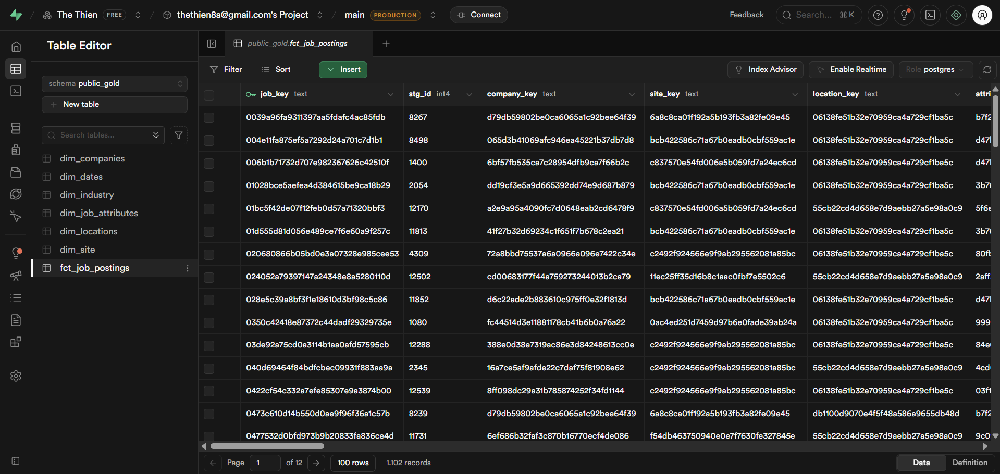 The Thien FREE thethien8a@gmail.com's Project main PRODUCTION Connect Feedback Search... ⌘ K
Table Editor
public_gold.fct_job_postings
schema public_gold
New table
Search tables...
dim_companies
dim_dates
dim_industry
dim_job_attributes
dim_locations
dim_site
fct_job_postings
Filter Sort Insert Index Advisor Enable Realtime Role postgres
job_key text stg_id int4 company_key text site_key text location_key text attri
0039a96fa9311397aa5fdafc4ac85fdb 8267 d79db59802be0ca6065a1c92bee64f39 6a8c8ca01f192a5b193fb3a82fe09e45 06138fe51b32e70959ca4a729cf1ba5c b7f2
004e11fa875ef5a7292d24a701c7d1b1 8498 065d3b41069afc946ea45221b37db7d8 bcb422586c71a67b0eadb0cbf559ac1e 06138fe51b32e70959ca4a729cf1ba5c d47
006b1b71732d707e982367626c42510f 1400 6bf57fb535ca7c28954dfb9ca7f66b2c c837570e54fd006a5b059fd7a24ec6cd 06138fe51b32e70959ca4a729cf1ba5c d47
01028bce5aefea4d384615be9ca18b29 2054 dd19cf3e5a9d665392dd74e9d687b879 bcb422586c71a67b0eadb0cbf559ac1e 06138fe51b32e70959ca4a729cf1ba5c 3b7
01bc5f42de07f12feb0d57a71320bbf3 12170 a2e9a95a4090fc7d0648eab2cd6478f9 c837570e54fd006a5b059fd7a24ec6cd 55cb22cd4d658e7d9aebb27a5e98a0c9 5f6e
01d555d81d056e489ce7f6e60a9f257c 11813 41f27b32d69234c1f651f7b678c2ea21 bcb422586c71a67b0eadb0cbf559ac1e 06138fe51b32e70959ca4a729cf1ba5c 3b7
020680866b05bd0e3a07328e985cee53 4309 72a8bbd75537a6a0966a096e7422c34e c2492f924566e9f9ab295562081a85bc 06138fe51b32e70959ca4a729cf1ba5c 80f
024052a79397147a24348e8a5280110d 12502 cd00683177f44a759273244013b2ca79 11ec25ff35d16b8c1aac0fbf7e5502c6 55cb22cd4d658e7d9aebb27a5e98a0c9 2aff
028e5c39a8bf3f1e18610d3bf98c5c86 11852 d6c22ade2b883610c975ff0e32f1813d bcb422586c71a67b0eadb0cbf559ac1e 06138fe51b32e70959ca4a729cf1ba5c d47
0350c42418e87372c44dadf29329735e 1080 fc44514d3e11881178cb41b6b0a76a22 0ac4ed251d7459d97b6e0fade39ab24a 06138fe51b32e70959ca4a729cf1ba5c 999
03de92a75cd0a3114b1aa0afd57595cb 12288 388e0d38e7319ac86e3d84248613cc0e c2492f924566e9f9ab295562081a85bc 06138fe51b32e70959ca4a729cf1ba5c 84e
040d69464f84bdfcbec09931f883aa9a 2345 16a7ce5af9afde22c7daf75f81908e62 c2492f924566e9f9ab295562081a85bc 55cb22cd4d658e7d9aebb27a5e98a0c9 4cd
0422cf54c332a7efe85307e9a3874b00 12539 8ff098dc29a31b785874252f34fd1144 c2492f924566e9f9ab295562081a85bc 06138fe51b32e70959ca4a729cf1ba5c 03f1
0473c610d14b550d0ae9f96f36a1c57b 8239 d79db59802be0ca6065a1c92bee64f39 6a8c8ca01f192a5b193fb3a82fe09e45 db1100d9070e4f5f48a586a9655db48d b7f2
0477532d0bfd973b9b20833fa836ce4d 11731 6ef686b32faf3c870b16770ecf4de086 f54db463750940e0e7f7630fe327845e 55cb22cd4d658e7d9aebb27a5e98a0c9 9c0
Page 1 of 12 100 rows 1.102 records Data Definition